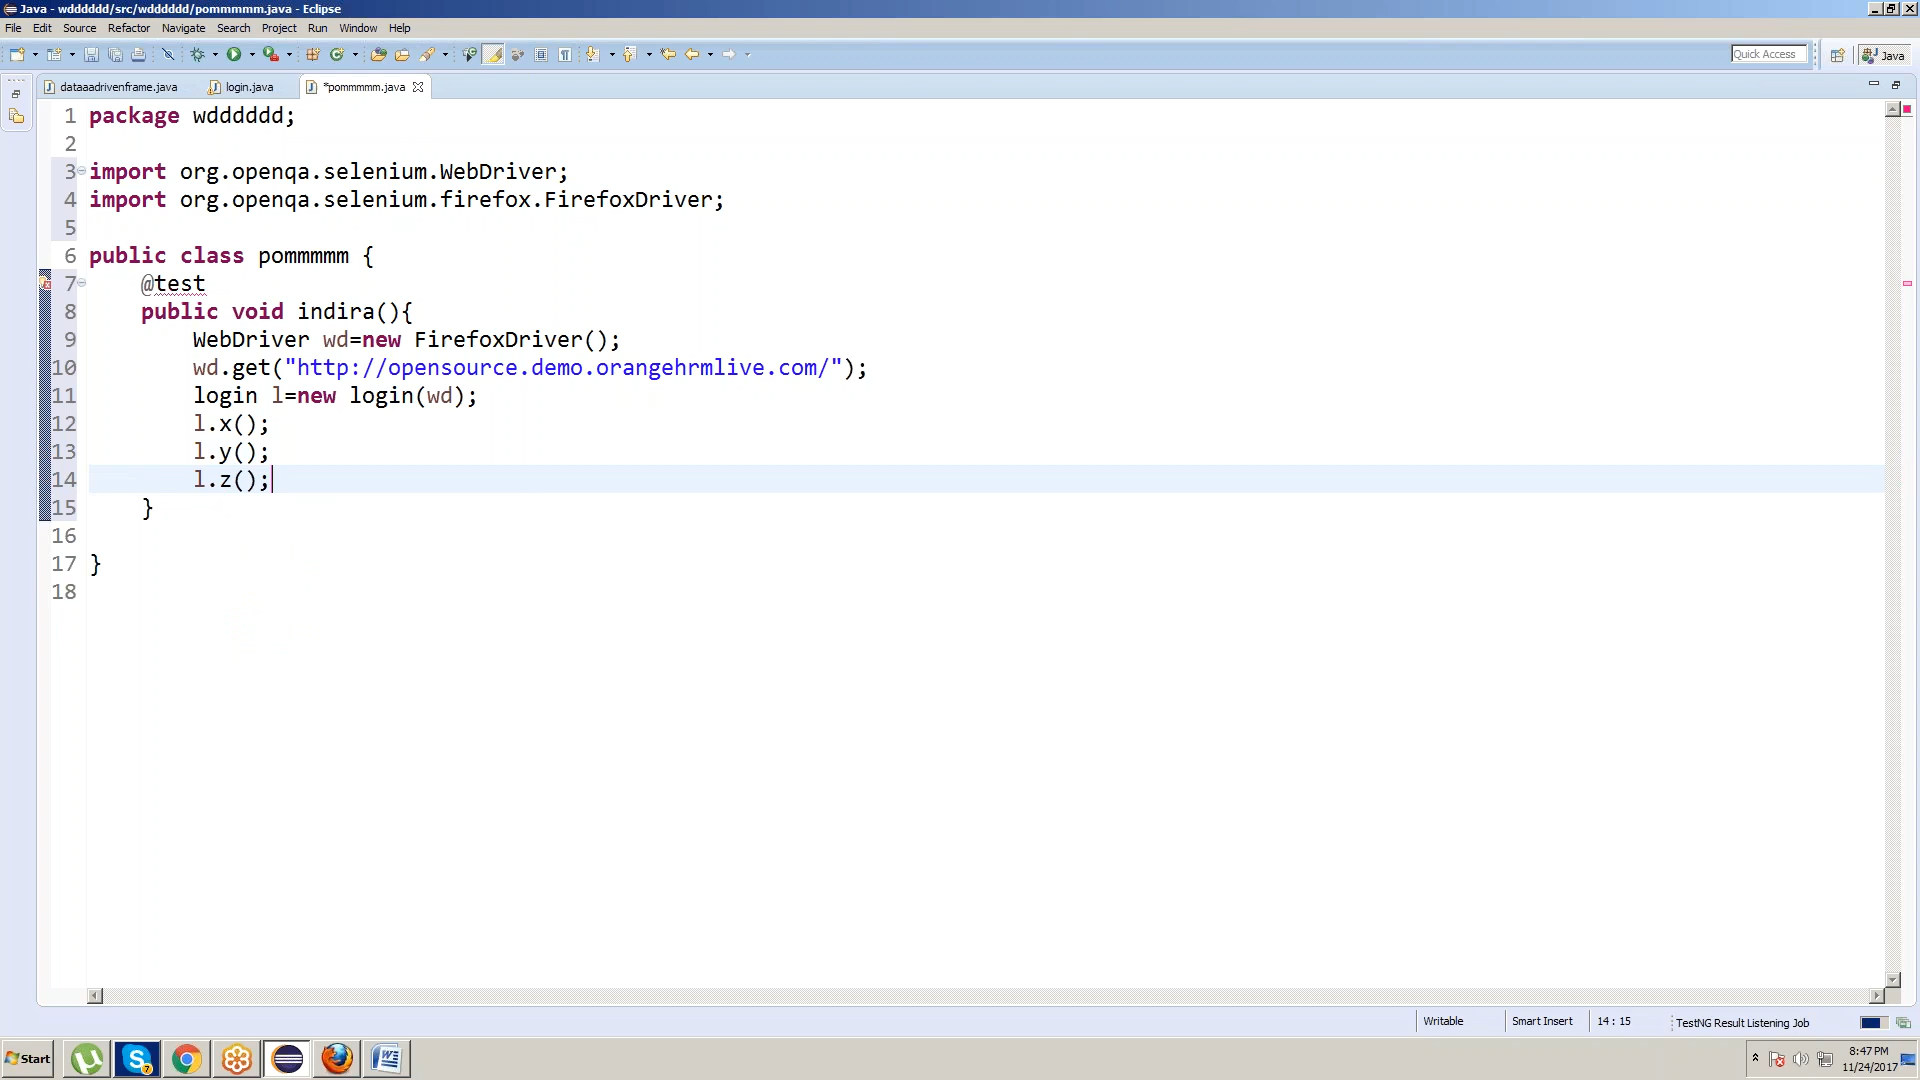 Java - wdddddd/src/wdddddd/pommmmm.java - Eclipse
File Edit Source Refactor Navigate Search Project Run Window Help
Quick Access Java
dataaadrivenframe.java login.java *pommmmm.java
1 package wdddddd;
2
3 import org.openqa.selenium.WebDriver;
4 import org.openqa.selenium.firefox.FirefoxDriver;
5
6 public class pommmmm {
7 @test
8 public void indira(){
9 WebDriver wd=new FirefoxDriver();
10 wd.get("http://opensource.demo.orangehrmlive.com/");
11 login l=new login(wd);
12 l.x();
13 l.y();
14 l.z();
15 }
16
17 }
18
Writable Smart Insert 14 : 15 TestNG Result Listening Job
Start 7 8:47 PM
11/24/2017